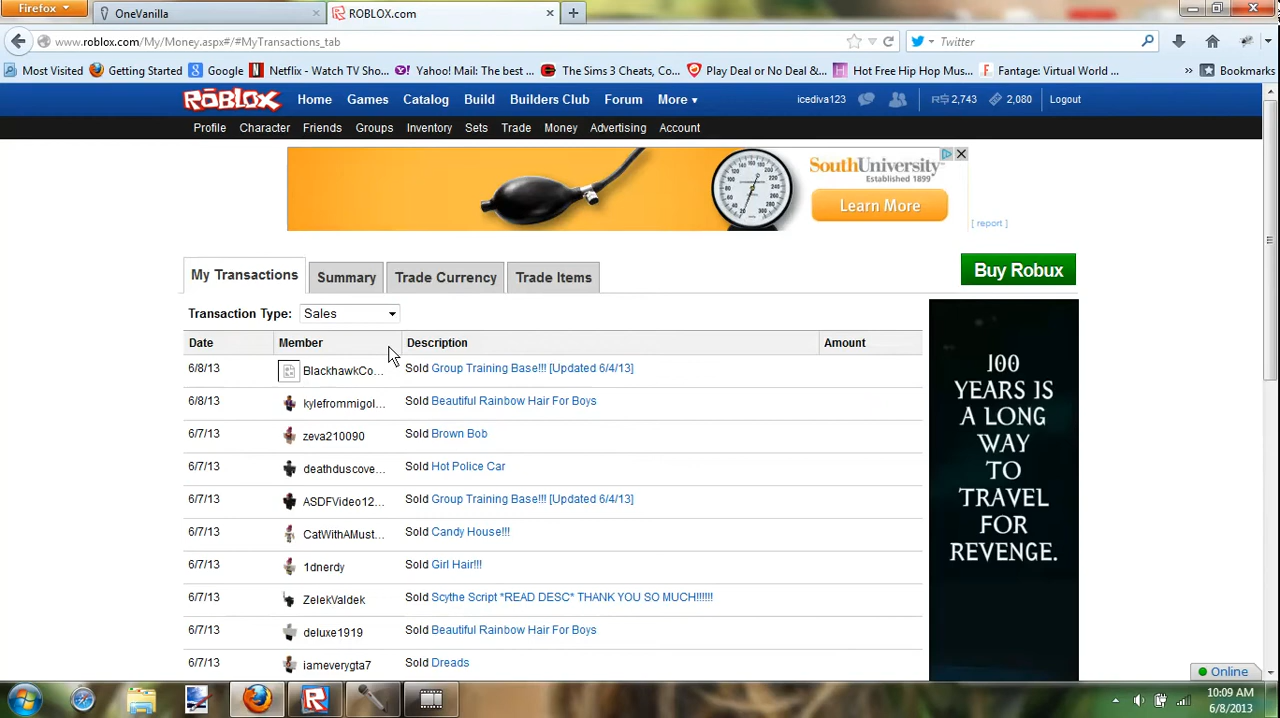 Firefox
OneVanilla
ROBLOX.com
www.roblox.com/My/Money.aspx#/#MyTransactions_tab
Twitter
Most Visited
Getting Started
Google
Netflix - Watch TV Sho...
Yahoo! Mail: The best ...
The Sims 3 Cheats, Co...
Play Deal or No Deal &...
Hot Free Hip Hop Mus...
Fantage: Virtual World ...
»
Bookmarks
ROBLOX Home Games Catalog Build Builders Club Forum More icediva123 R$ 2,743 2,080 Logout
Profile Character Friends Groups Inventory Sets Trade Money Advertising Account
SouthUniversity
Established 1899
Learn More
[ report ]
My Transactions Summary Trade Currency Trade Items
Buy Robux
Transaction Type: Sales
Date Member Description Amount
6/8/13 BlackhawkCo... Sold Group Training Base!!! [Updated 6/4/13]
6/8/13 kylefrommigol... Sold Beautiful Rainbow Hair For Boys
6/7/13 zeva210090 Sold Brown Bob
6/7/13 deathduscove... Sold Hot Police Car
6/7/13 ASDFVideo12... Sold Group Training Base!!! [Updated 6/4/13]
6/7/13 CatWithAMust... Sold Candy House!!!
6/7/13 1dnerdy Sold Girl Hair!!!
6/7/13 ZelekValdek Sold Scythe Script *READ DESC* THANK YOU SO MUCH!!!!!!
6/7/13 deluxe1919 Sold Beautiful Rainbow Hair For Boys
6/7/13 iameverygta7 Sold Dreads
100
YEARS IS
A LONG
WAY
TO
TRAVEL
FOR
REVENGE.
Online
10:09 AM
6/8/2013